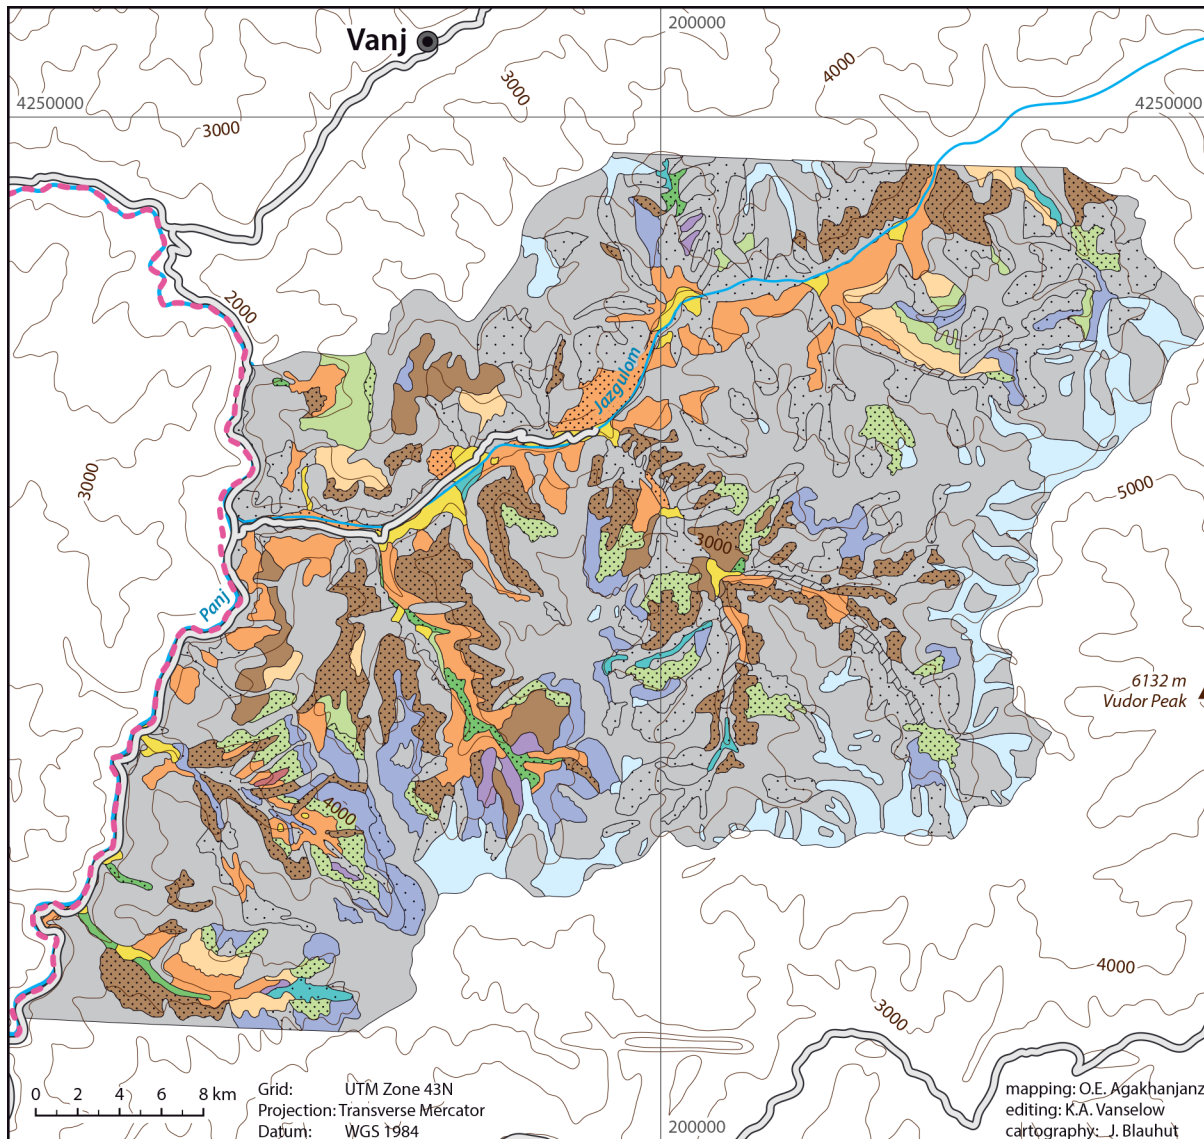 200000
Vanj
4000
3000
4250000
4250000
3000
2000
Jazgulom
3000
5000
3000
Panj
6132 m
Vudor Peak
4000
4000
3000
0 2 4 6 8 km
Grid: UTM Zone 43N
Projection: Transverse Mercator
Datum: WGS 1984
200000
mapping: O.E. Agakhanjanz
editing: K.A. Vanselow
cartography: J. Blauhut